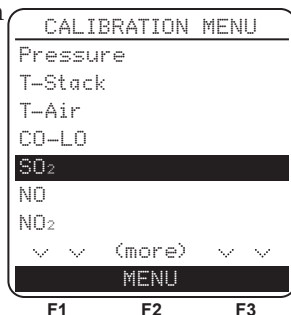 CALIBRATION MENU
Pressure
T-Stack
T-Air
CO-LO
SO₂
NO
NO₂
(more)
MENU
F1 F2 F3